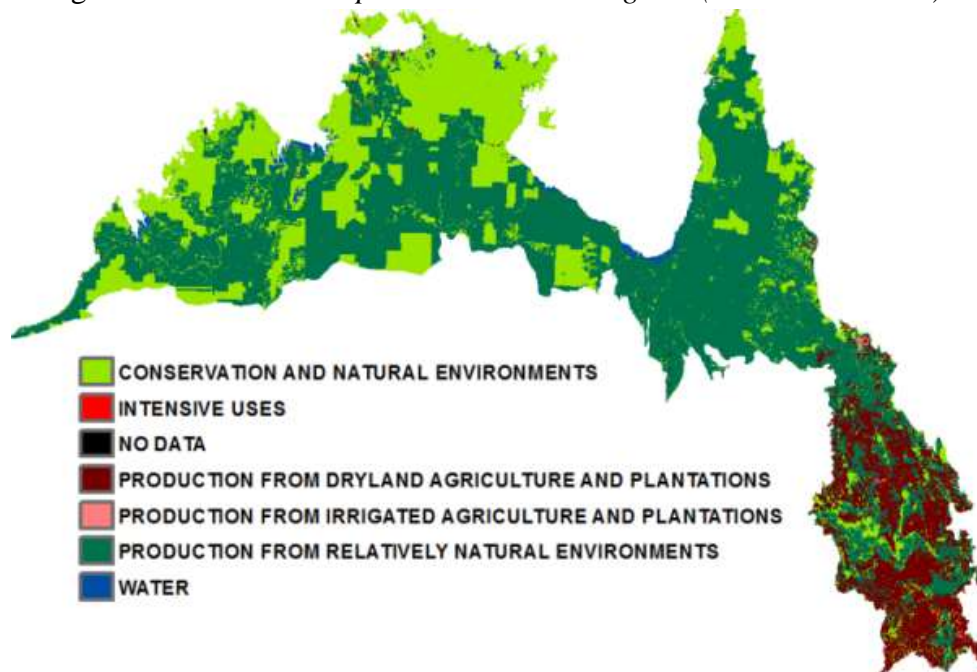 CONSERVATION AND NATURAL ENVIRONMENTS
INTENSIVE USES
NO DATA
PRODUCTION FROM DRYLAND AGRICULTURE AND PLANTATIONS
PRODUCTION FROM IRRIGATED AGRICULTURE AND PLANTATIONS
PRODUCTION FROM RELATIVELY NATURAL ENVIRONMENTS
WATER